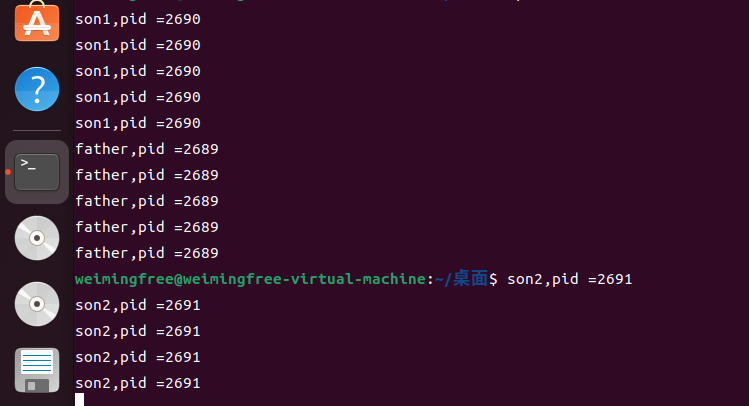 son1,pid =2690
son1,pid =2690
son1,pid =2690
son1,pid =2690
son1,pid =2690
father,pid =2689
father,pid =2689
father,pid =2689
father,pid =2689
father,pid =2689
weimingfree@weimingfree-virtual-machine:~/桌面$ son2,pid =2691
son2,pid =2691
son2,pid =2691
son2,pid =2691
son2,pid =2691